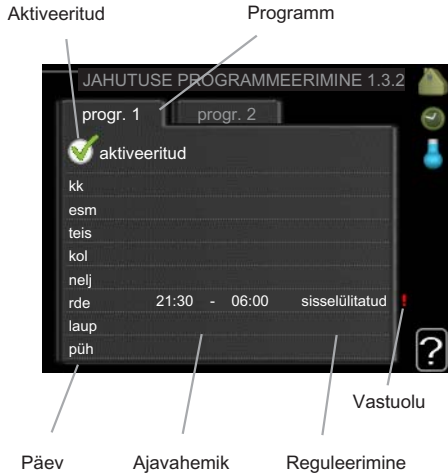 Aktiveeritud Programm
JAHUTUSE PROGRAMMEERIMINE 1.3.2
progr. 1 progr. 2
aktiveeritud
kk
esm
teis
kol
nelj
rde 21:30 - 06:00 sisselülitatud !
laup
püh
?
Vastuolu
Päev Ajavahemik Reguleerimine